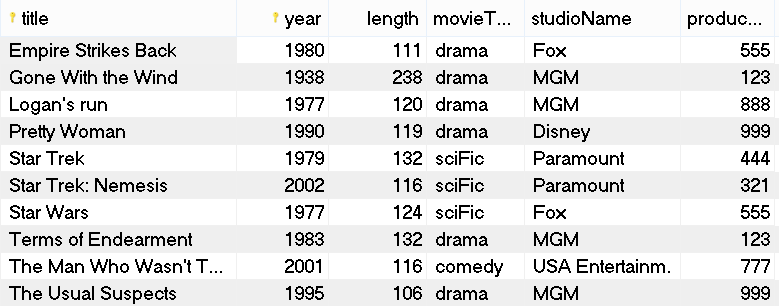 title year length movieT... studioName produc...
Empire Strikes Back 1980 111 drama Fox 555
Gone With the Wind 1938 238 drama MGM 123
Logan's run 1977 120 drama MGM 888
Pretty Woman 1990 119 drama Disney 999
Star Trek 1979 132 sciFic Paramount 444
Star Trek: Nemesis 2002 116 sciFic Paramount 321
Star Wars 1977 124 sciFic Fox 555
Terms of Endearment 1983 132 drama MGM 123
The Man Who Wasn't T... 2001 116 comedy USA Entertainm. 777
The Usual Suspects 1995 106 drama MGM 999